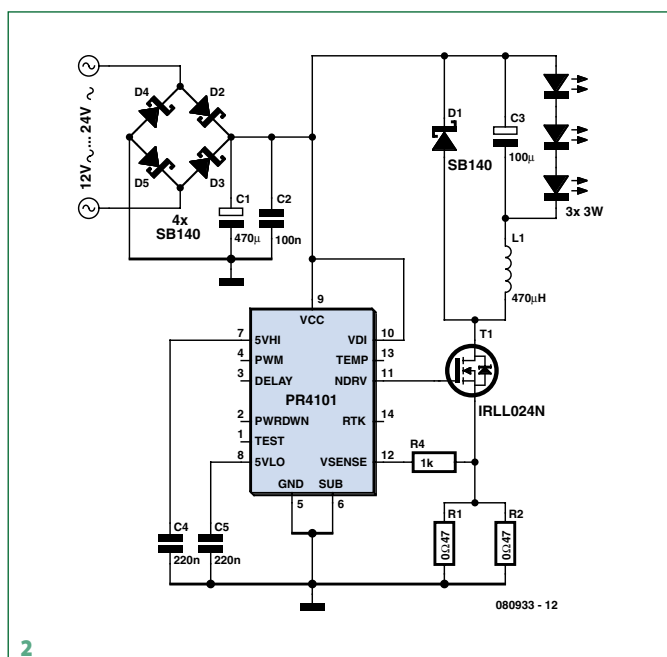 D4
D2
12V ~ ... 24V ~
D5
D3
4x
SB140
C1
470µ
C2
100n
D1
SB140
C3
100µ
3x 3W
L1
470µH
T1
IRLL024N
9
VCC
7
5VHI
VDI
10
4
PWM
TEMP
13
3
DELAY
NDRV
11
PR4101
2
PWRDWN
RTK
14
1
TEST
8
5VLO
VSENSE
12
GND
SUB
5
6
R4
1k
C4
220n
C5
220n
R1
0Ω47
R2
0Ω47
080933 - 12
2